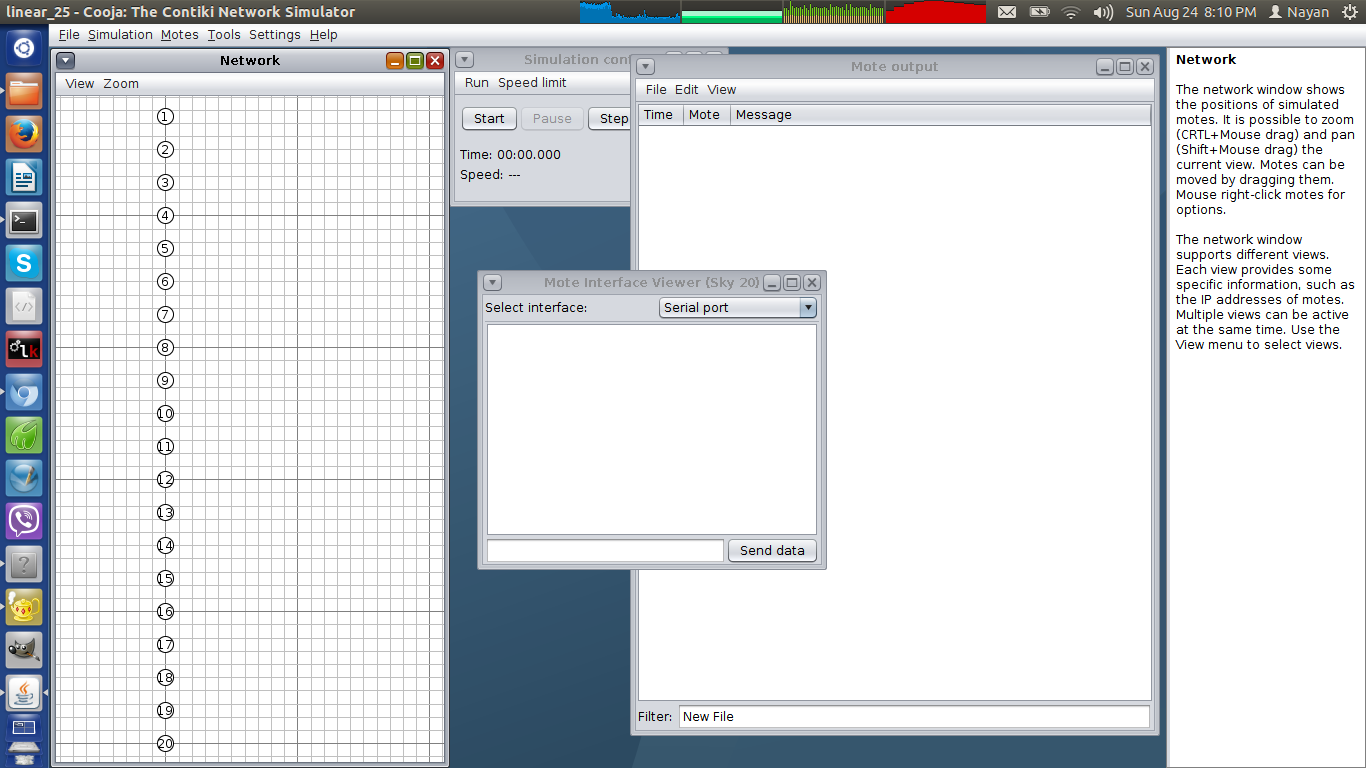 linear_25 - Cooja: The Contiki Network Simulator
Sun Aug 24 8:10 PM Nayan
File Simulation Motes Tools Settings Help
Network
View Zoom
1
2
3
4
5
6
7
8
9
10
11
12
13
14
15
16
17
18
19
20
Simulation con
Run Speed limit
Start Pause Step
Time: 00:00.000
Speed: ---
Mote output
File Edit View
Time Mote Message
Filter: New File
Mote Interface Viewer (Sky 20)
Select interface: Serial port
Send data
Network
The network window shows
the positions of simulated
motes. It is possible to zoom
(CRTL+Mouse drag) and pan
(Shift+Mouse drag) the
current view. Motes can be
moved by dragging them.
Mouse right-click motes for
options.
The network window
supports different views.
Each view provides some
specific information, such as
the IP addresses of motes.
Multiple views can be active
at the same time. Use the
View menu to select views.